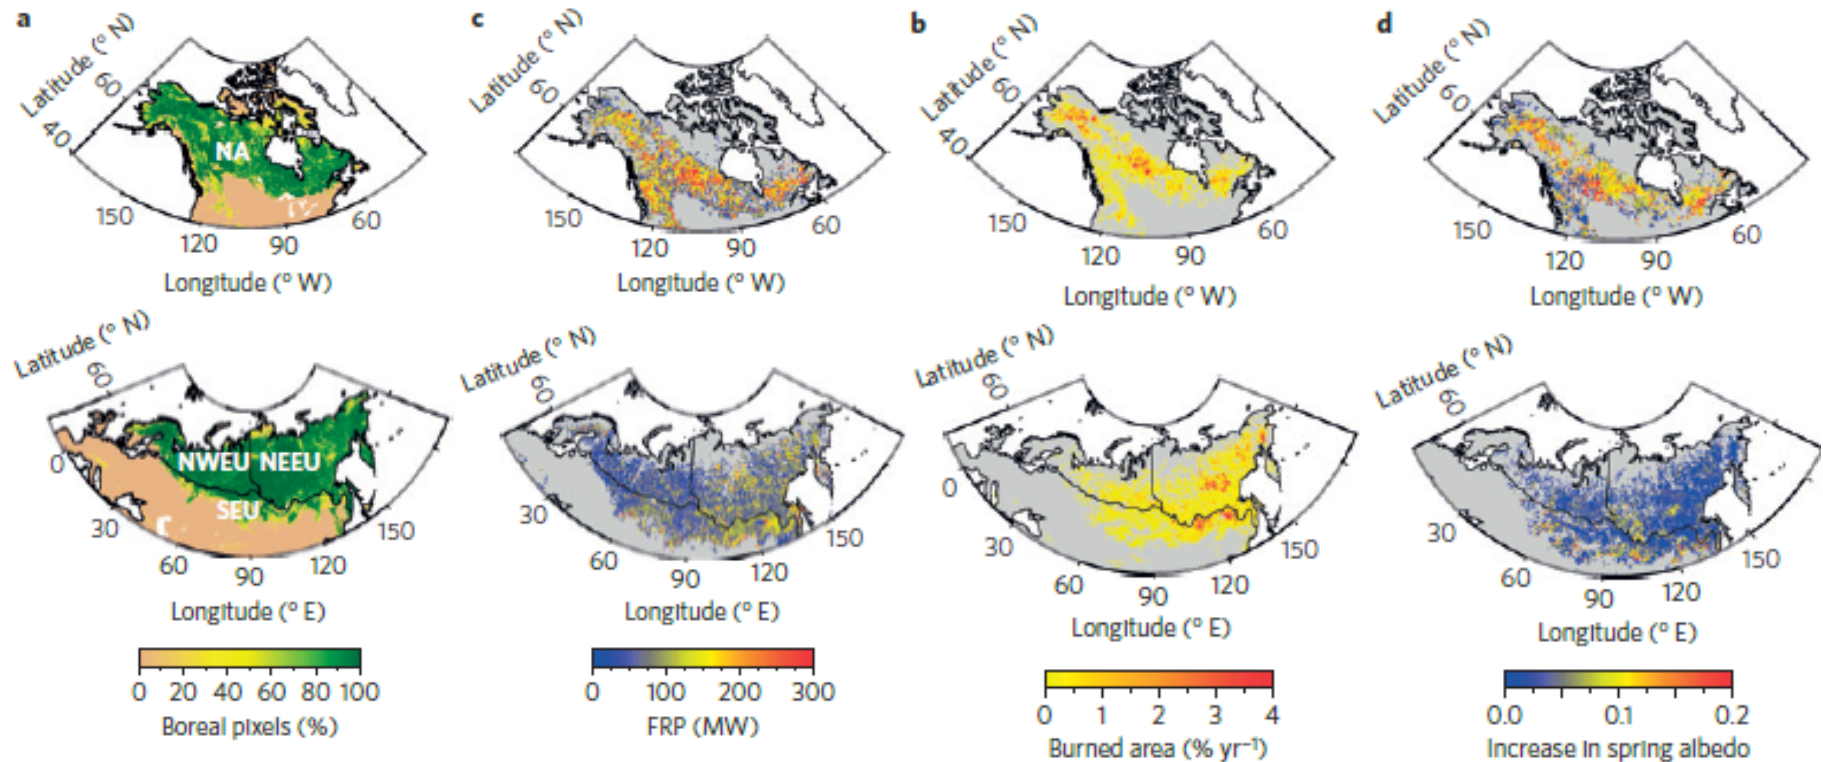 a
Latitude (° N)
60
40
NA
150
120
90
60
Longitude (° W)
c
Latitude (° N)
60
150
120
90
60
Longitude (° W)
b
Latitude (° N)
60
40
150
120
90
60
Longitude (° W)
d
Latitude (° N)
60
150
120
90
60
Longitude (° W)
Latitude (° N)
60
0
NWEU NEEU
SEU
30
60
90
120
150
Longitude (° E)
0 20 40 60 80 100
Boreal pixels (%)
Latitude (° N)
60
30
60
90
120
150
Longitude (° E)
0 100 200 300
FRP (MW)
Latitude (° N)
60
0
30
60
90
120
150
Longitude (° E)
0 1 2 3 4
Burned area (% yr⁻¹)
Latitude (° N)
60
30
60
90
120
150
Longitude (° E)
0.0 0.1 0.2
Increase in spring albedo